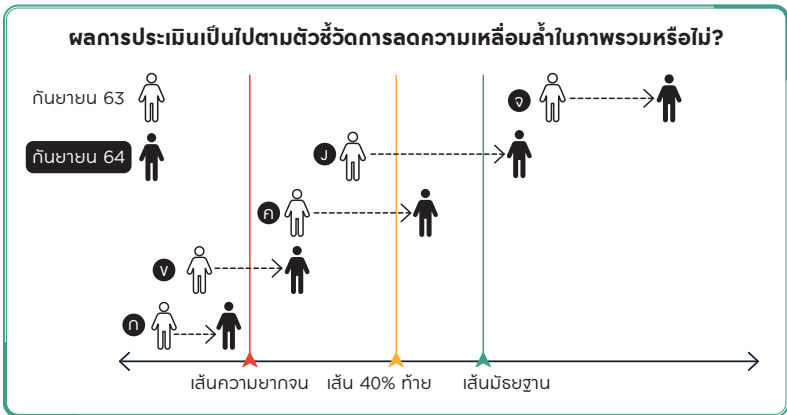 ผลการประเมินเป็นไปตามตัวชี้วัดการลดความเหลื่อมล้ำในภาพรวมหรือไม่?
กันยายน 63
จ
กันยายน 64
ง
ค
ข
ก
เส้นความยากจน เส้น 40% ท้าย เส้นมัธยฐาน